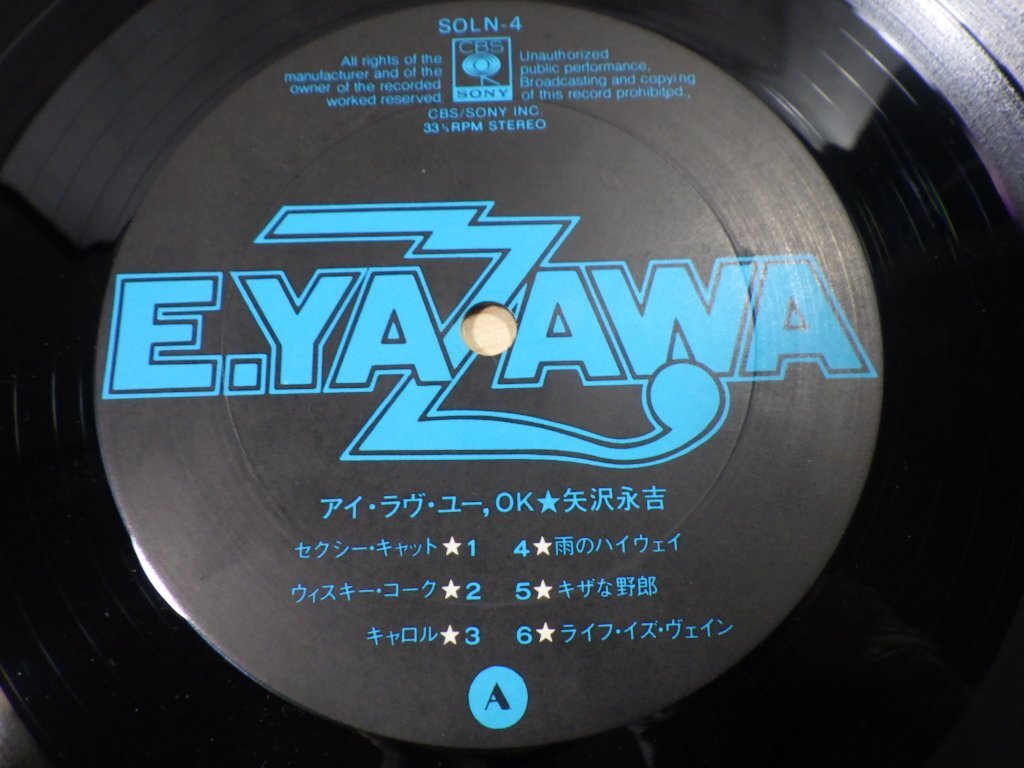 SOLN-4
All rights of the
manufacturer and of the
owner of the recorded
worked reserved
CBS
SONY
Unauthorized
public performance,
Broadcasting and copying
of this record prohibited.
CBS/SONY INC.
33⅓RPM STEREO
E.YAZAWA
アイ・ラヴ・ユー,OK★矢沢永吉
セクシー・キャット★1
ウィスキー・コーク★2
キャロル★3
4★雨のハイウェイ
5★キザな野郎
6★ライフ・イズ・ヴェイン
A